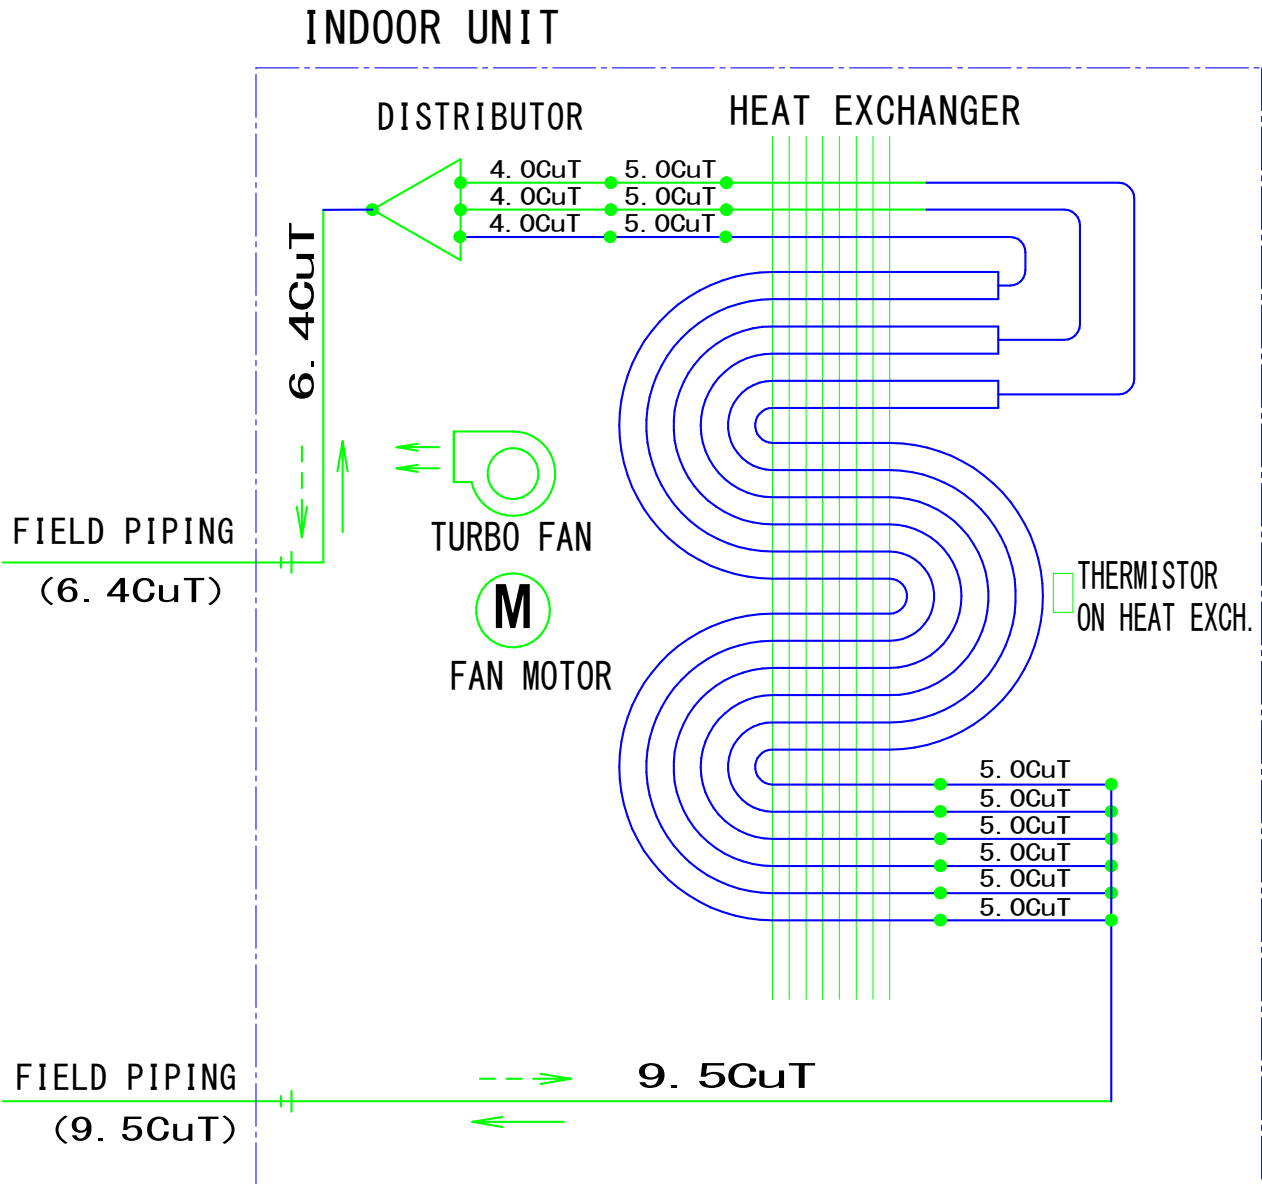 INDOOR UNIT
DISTRIBUTOR
HEAT EXCHANGER
4. 0CuT 5. 0CuT
4. 0CuT 5. 0CuT
4. 0CuT 5. 0CuT
6. 4CuT
FIELD PIPING
(6. 4CuT)
TURBO FAN
M
FAN MOTOR
THERMISTOR
ON HEAT EXCH.
5. 0CuT
5. 0CuT
5. 0CuT
5. 0CuT
5. 0CuT
5. 0CuT
FIELD PIPING
(9. 5CuT)
9. 5CuT